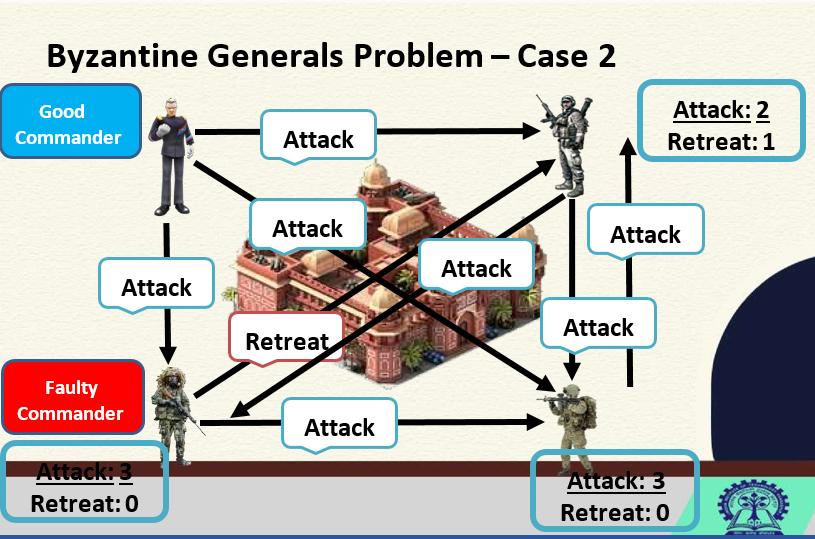 Byzantine Generals Problem – Case 2
Good
Commander
Attack
Attack: 2
Retreat: 1
Attack
Attack
Attack
Attack
Attack
Retreat
Faulty
Commander
Attack
Attack: 3
Retreat: 0
Attack: 3
Retreat: 0